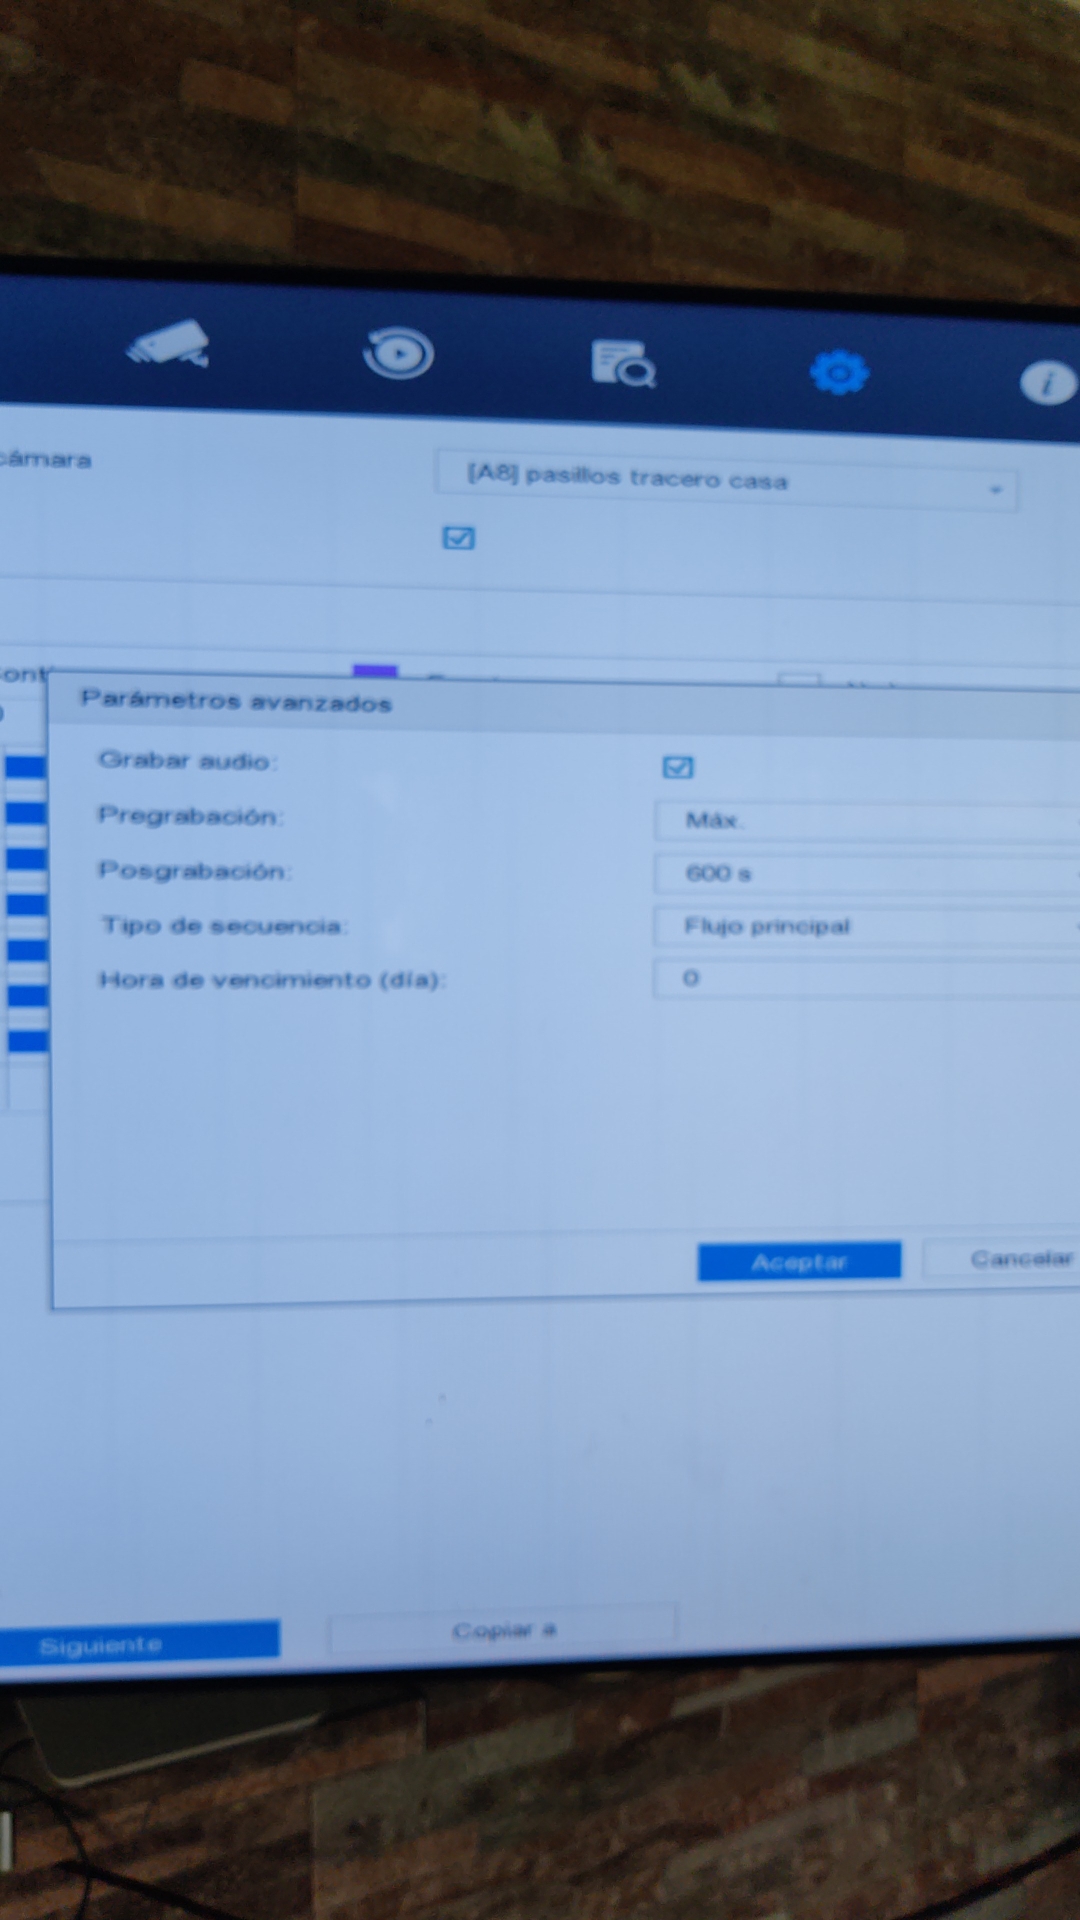 cámara
[A8] pasillos tracero casa
Parámetros avanzados
Grabar audio:
Pregrabación:
Máx.
Posgrabación:
600 s
Tipo de secuencia:
Flujo principal
Hora de vencimiento (día):
0
Aceptar
Cancelar
Siguiente
Copiar a